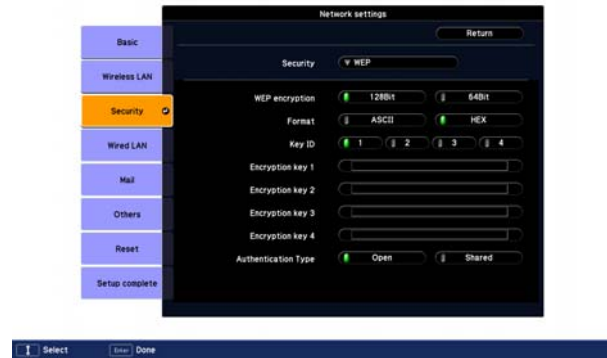 Network settings
Return
Basic
Wireless LAN
Security
Wired LAN
Mail
Others
Reset
Setup complete
Security WEP
WEP encryption 128Bit 64Bit
Format ASCII HEX
Key ID 1 2 3 4
Encryption key 1
Encryption key 2
Encryption key 3
Encryption key 4
Authentication Type Open Shared
Select Enter Done